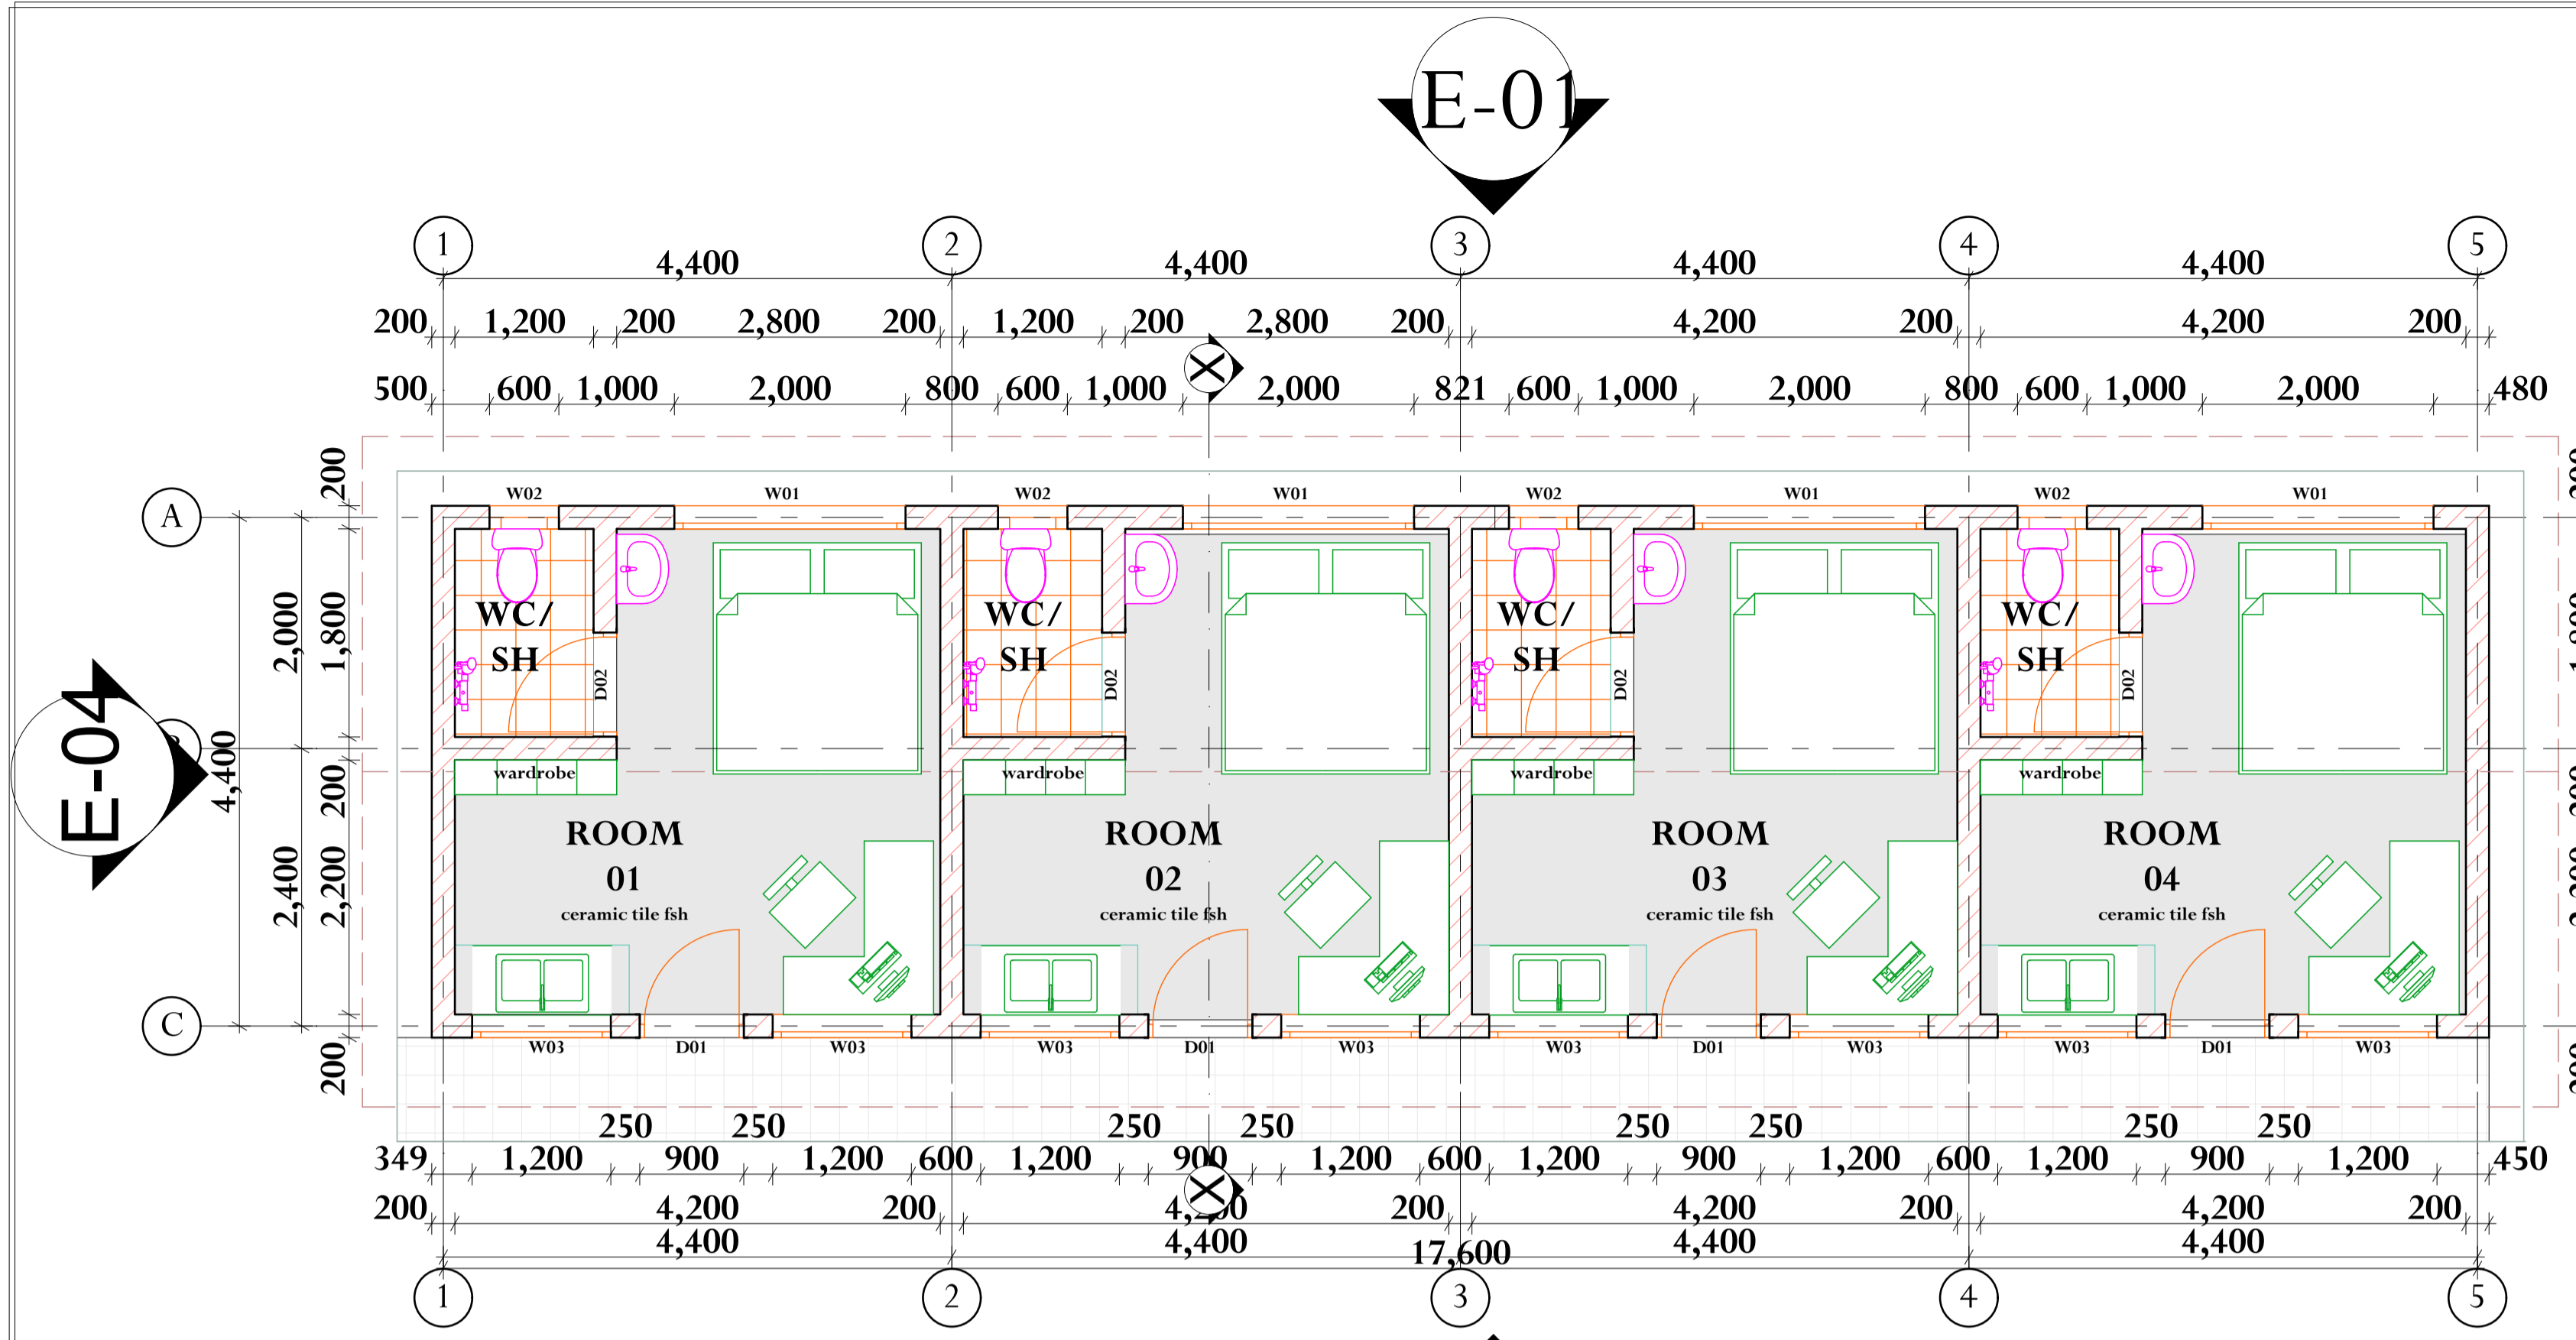 E-01
1 2 3 4 5
4,400 4,400 4,400 4,400
200 1,200 200 2,800 200 1,200 200 2,800 200 4,200 200 4,200 200
X
500 600 1,000 2,000 800 600 1,000 2,000 821 600 1,000 2,000 800 600 1,000 2,000 480
200
W02 W01 W02 W01 W02 W01 W02 W01
A
2,000 1,800
WC/ WC/ WC/ WC/
SH SH SH SH
D02 D02 D02 D02
E-04
4,400
200
wardrobe wardrobe wardrobe wardrobe
2,400 2,200
ROOM ROOM ROOM ROOM
01 02 03 04
ceramic tile fsh ceramic tile fsh ceramic tile fsh ceramic tile fsh
C
W03 D01 W03 W03 D01 W03 W03 D01 W03 W03 D01 W03
200
250 250 250 250 250 250 250 250
349 1,200 900 1,200 600 1,200 900 1,200 600 1,200 900 1,200 600 1,200 900 1,200 450
X
200 4,200 200 4,200 200 4,200 200 4,200 200
4,400 4,400 4,400 4,400
17,600
1 2 3 4 5